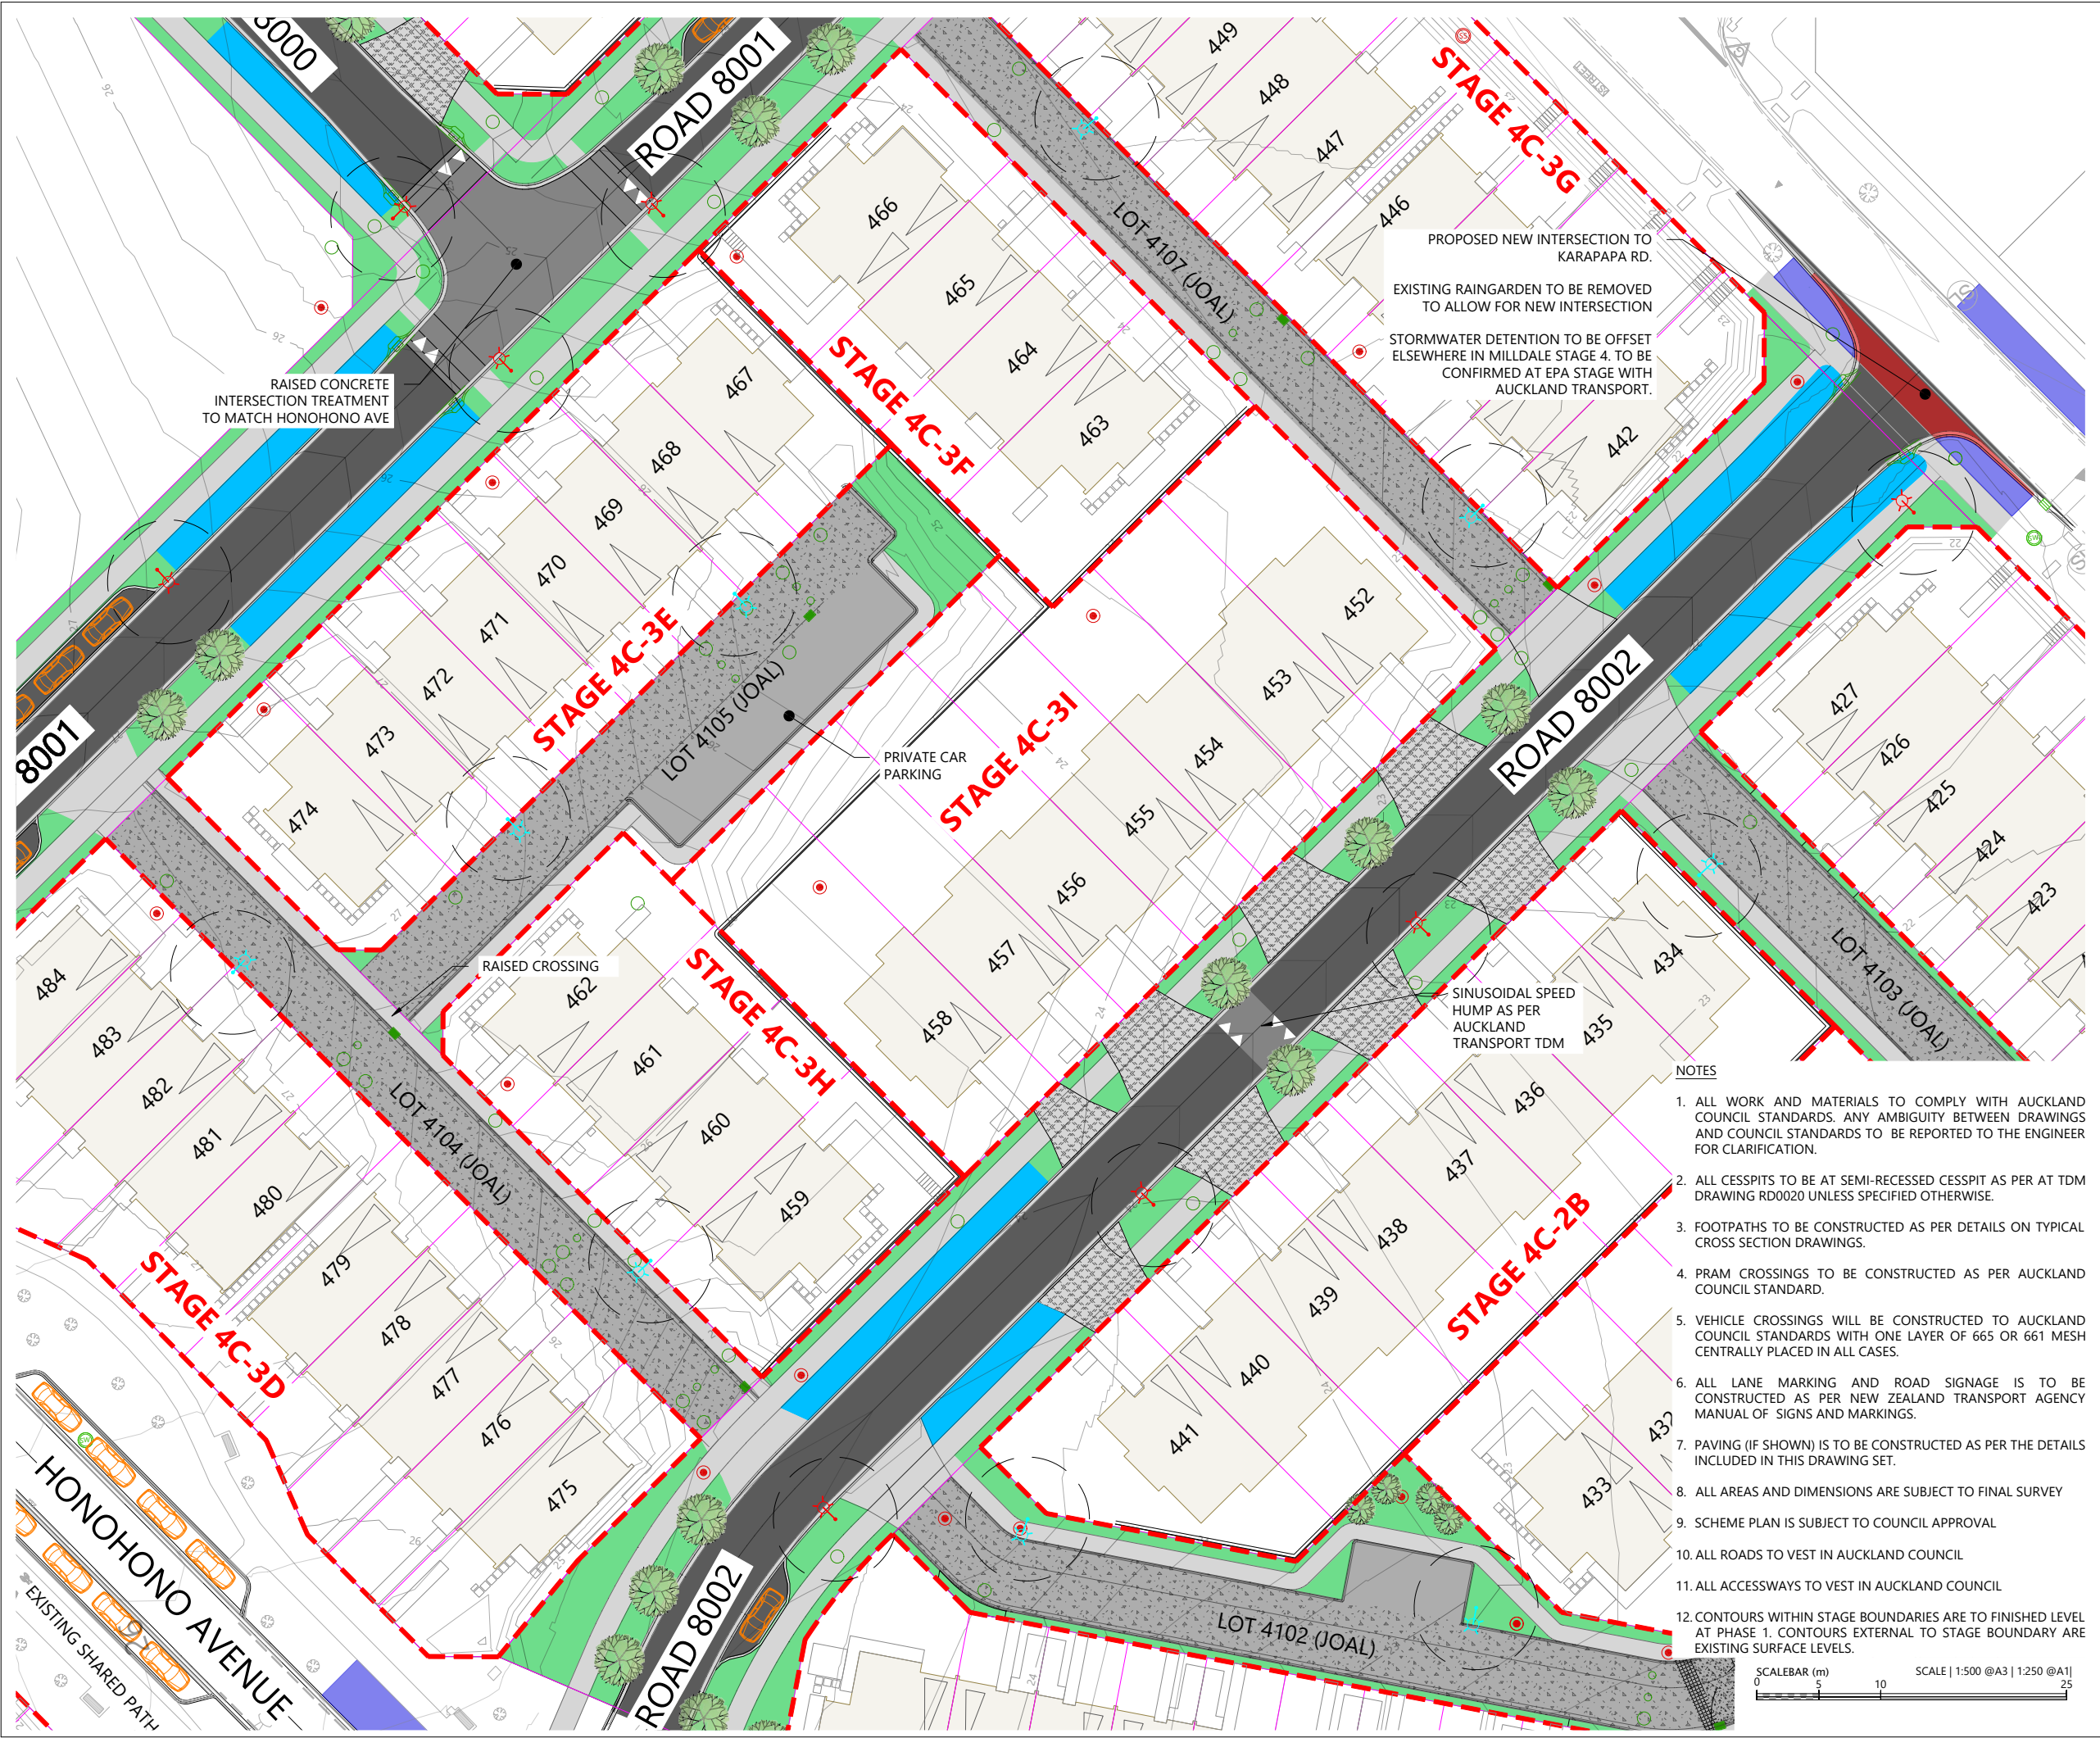 3000
ROAD 8001
449
448
447
446
STAGE 4C-3G
466
465
464
463
LOT 4107 (JOAL)
PROPOSED NEW INTERSECTION TO
KARAPAPA RD.
EXISTING RAINGARDEN TO BE REMOVED
TO ALLOW FOR NEW INTERSECTION
STORMWATER DETENTION TO BE OFFSET
ELSEWHERE IN MILLDALE STAGE 4. TO BE
CONFIRMED AT EPA STAGE WITH
AUCKLAND TRANSPORT.
442
RAISED CONCRETE
INTERSECTION TREATMENT
TO MATCH HONOHONO AVE
STAGE 4C-3F
467
468
469
470
471
472
473
474
STAGE 4C-3E
LOT 4105 (JOAL)
PRIVATE CAR
PARKING
8001
STAGE 4C-3I
452
453
454
455
456
457
458
ROAD 8002
427
426
425
424
423
LOT 4103 (JOAL)
RAISED CROSSING
484
483
482
481
480
479
478
477
476
475
462
461
460
459
STAGE 4C-3H
LOT 4104 (JOAL)
STAGE 4C-3D
SINUSOIDAL SPEED
HUMP AS PER
AUCKLAND
TRANSPORT TDM
434
435
436
437
438
439
440
441
STAGE 4C-2B
432
433
HONOHONO AVENUE
EXISTING SHARED PATH
ROAD 8002
LOT 4102 (JOAL)
NOTES
1. ALL WORK AND MATERIALS TO COMPLY WITH AUCKLAND
COUNCIL STANDARDS. ANY AMBIGUITY BETWEEN DRAWINGS
AND COUNCIL STANDARDS TO BE REPORTED TO THE ENGINEER
FOR CLARIFICATION.
2. ALL CESSPITS TO BE AT SEMI-RECESSED CESSPIT AS PER AT TDM
DRAWING RD0020 UNLESS SPECIFIED OTHERWISE.
3. FOOTPATHS TO BE CONSTRUCTED AS PER DETAILS ON TYPICAL
CROSS SECTION DRAWINGS.
4. PRAM CROSSINGS TO BE CONSTRUCTED AS PER AUCKLAND
COUNCIL STANDARD.
5. VEHICLE CROSSINGS WILL BE CONSTRUCTED TO AUCKLAND
COUNCIL STANDARDS WITH ONE LAYER OF 665 OR 661 MESH
CENTRALLY PLACED IN ALL CASES.
6. ALL LANE MARKING AND ROAD SIGNAGE IS TO BE
CONSTRUCTED AS PER NEW ZEALAND TRANSPORT AGENCY
MANUAL OF SIGNS AND MARKINGS.
7. PAVING (IF SHOWN) IS TO BE CONSTRUCTED AS PER THE DETAILS
INCLUDED IN THIS DRAWING SET.
8. ALL AREAS AND DIMENSIONS ARE SUBJECT TO FINAL SURVEY
9. SCHEME PLAN IS SUBJECT TO COUNCIL APPROVAL
10. ALL ROADS TO VEST IN AUCKLAND COUNCIL
11. ALL ACCESSWAYS TO VEST IN AUCKLAND COUNCIL
12. CONTOURS WITHIN STAGE BOUNDARIES ARE TO FINISHED LEVEL
AT PHASE 1. CONTOURS EXTERNAL TO STAGE BOUNDARY ARE
EXISTING SURFACE LEVELS.
SCALEBAR (m)
SCALE | 1:500 @A3 | 1:250 @A1|
0 5 10 25